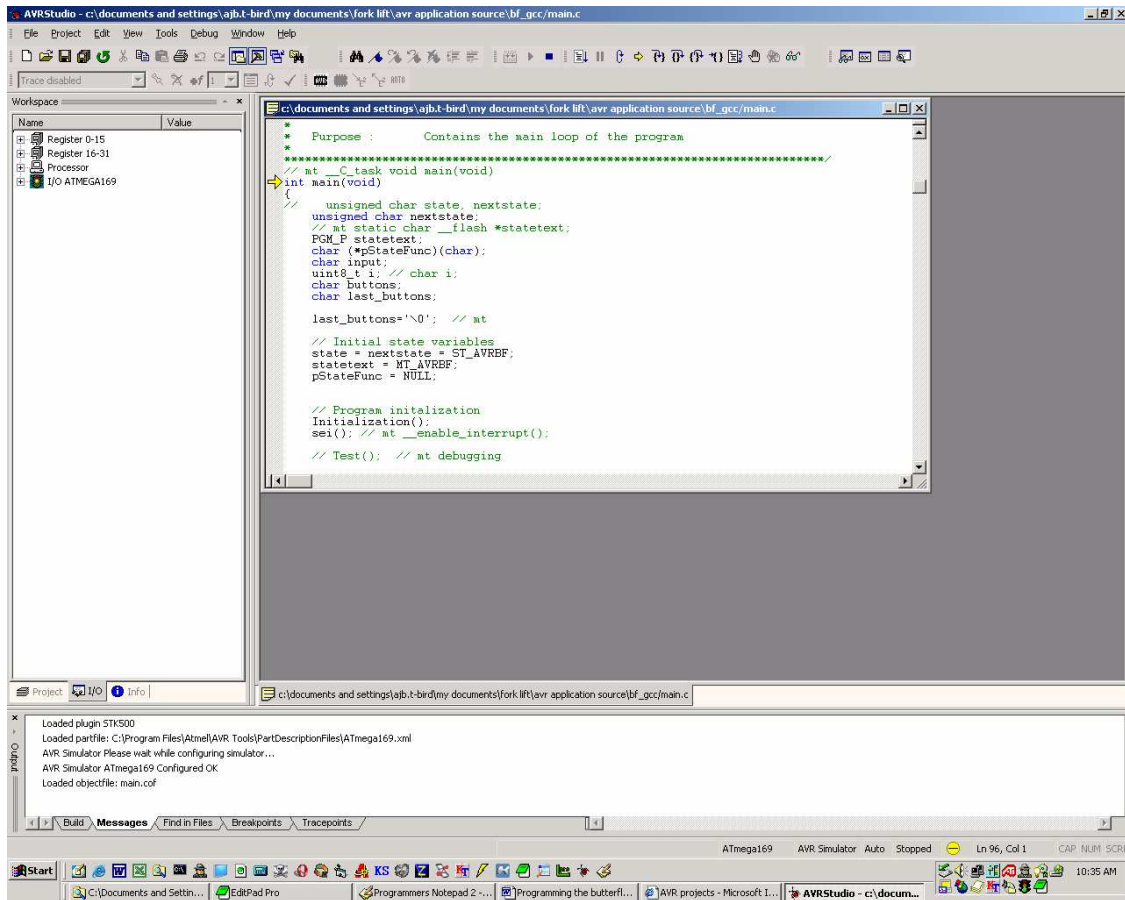 AVRStudio - c:\documents and settings\ajb.t-bird\my documents\fork lift\avr application source\bf_gcc/main.c
File Project Edit View Tools Debug Window Help
Trace disabled
Workspace
Name Value
Register 0-15
Register 16-31
Processor
I/O ATMEGA169
c:\documents and settings\ajb.t-bird\my documents\fork lift\avr application source\bf_gcc/main.c
*
* Purpose : Contains the main loop of the program
*
*****************************************************************************/
// mt __C_task void main(void)
int main(void)
{
// unsigned char state, nextstate;
unsigned char nextstate;
// mt static char __flash *statetext;
PGM_P statetext;
char (*pStateFunc)(char);
char input;
uint8_t i; // char i;
char buttons;
char last_buttons;
last_buttons='\0'; // mt
// Initial state variables
state = nextstate = ST_AVRBF;
statetext = MT_AVRBF;
pStateFunc = NULL;
// Program initalization
Initialization();
sei(); // mt __enable_interrupt();
// Test(); // mt debugging
Project I/O Info
c:\documents and settings\ajb.t-bird\my documents\fork lift\avr application source\bf_gcc/main.c
Output
Loaded plugin STK500
Loaded partfile: C:\Program Files\Atmel\AVR Tools\PartDescriptionFiles\ATmega169.xml
AVR Simulator Please wait while configuring simulator...
AVR Simulator ATmega169 Configured OK
Loaded objectfile: main.cof
Build Messages Find in Files Breakpoints Tracepoints
ATmega169 AVR Simulator Auto Stopped Ln 96, Col 1 CAP NUM SCRL
Start 10:35 AM
C:\Documents and Settin... EditPad Pro Programmers Notepad 2 -... Programming the butterfl... AVR projects - Microsoft I... AVRStudio - c:\docum...